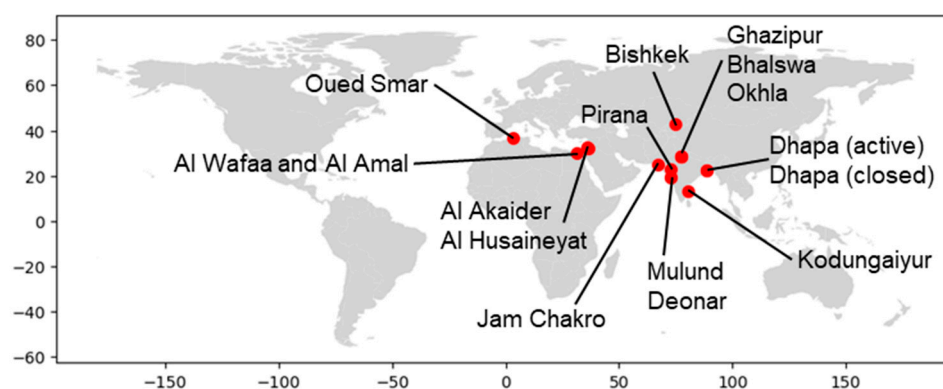 80
60
40
20
0
−20
−40
−60
−150
−100
−50
0
50
100
150
Oued Smar
Al Wafaa and Al Amal
Al Akaider
Al Husaineyat
Jam Chakro
Bishkek
Pirana
Ghazipur
Bhalswa
Okhla
Dhapa (active)
Dhapa (closed)
Kodungaiyur
Mulund
Deonar